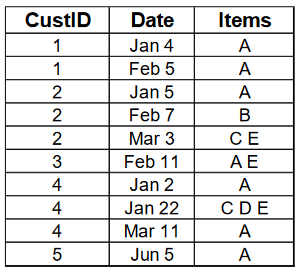 CustID Date Items
1 Jan 4 A
1 Feb 5 A
2 Jan 5 A
2 Feb 7 B
2 Mar 3 C E
3 Feb 11 A E
4 Jan 2 A
4 Jan 22 C D E
4 Mar 11 A
5 Jun 5 A